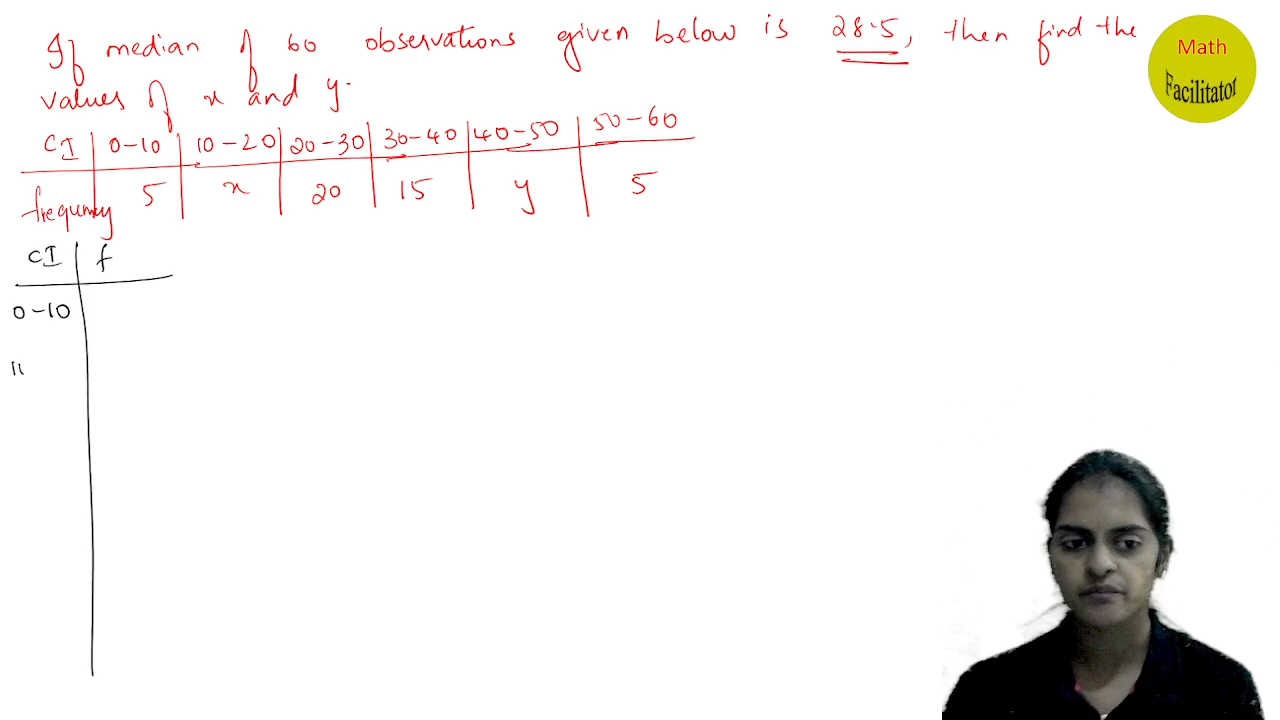 If median of 60 observations given below is 28.5, then find the
values of x and y.
Math
Facilitator
CI 0-10 10-20 20-30 30-40 40-50 50-60
frequency 5 x 20 15 y 5
CI f
0-10